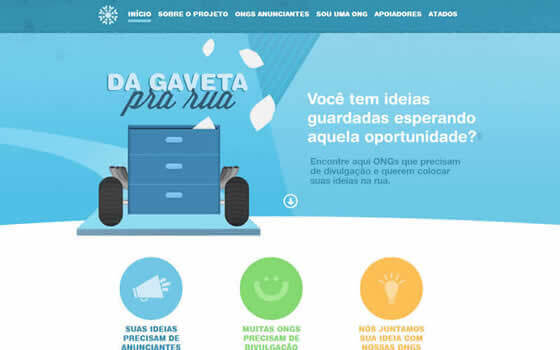 INÍCIO SOBRE O PROJETO ONGS ANUNCIANTES SOU UMA ONG APOIADORES ATADOS
DA GAVETA
pra rua
Você tem ideias
guardadas esperando
aquela oportunidade?
Encontre aqui ONGs que precisam
de divulgação e querem colocar
suas ideias na rua.
SUAS IDEIAS
PRECISAM DE
ANUNCIANTES
MUITAS ONGS
PRECISAM DE
DIVULGAÇÃO
NÓS JUNTAMOS
SUA IDEIA COM
NOSSAS ONGS